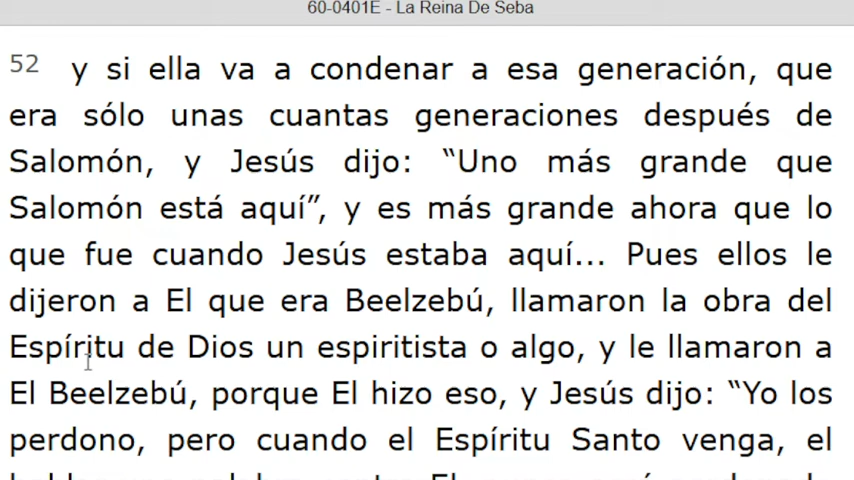 60-0401E - La Reina De Seba
52 y si ella va a condenar a esa generación, que
era sólo unas cuantas generaciones después de
Salomón, y Jesús dijo: “Uno más grande que
Salomón está aquí”, y es más grande ahora que lo
que fue cuando Jesús estaba aquí... Pues ellos le
dijeron a El que era Beelzebú, llamaron la obra del
Espíritu de Dios un espiritista o algo, y le llamaron a
El Beelzebú, porque El hizo eso, y Jesús dijo: “Yo los
perdono, pero cuando el Espíritu Santo venga, el